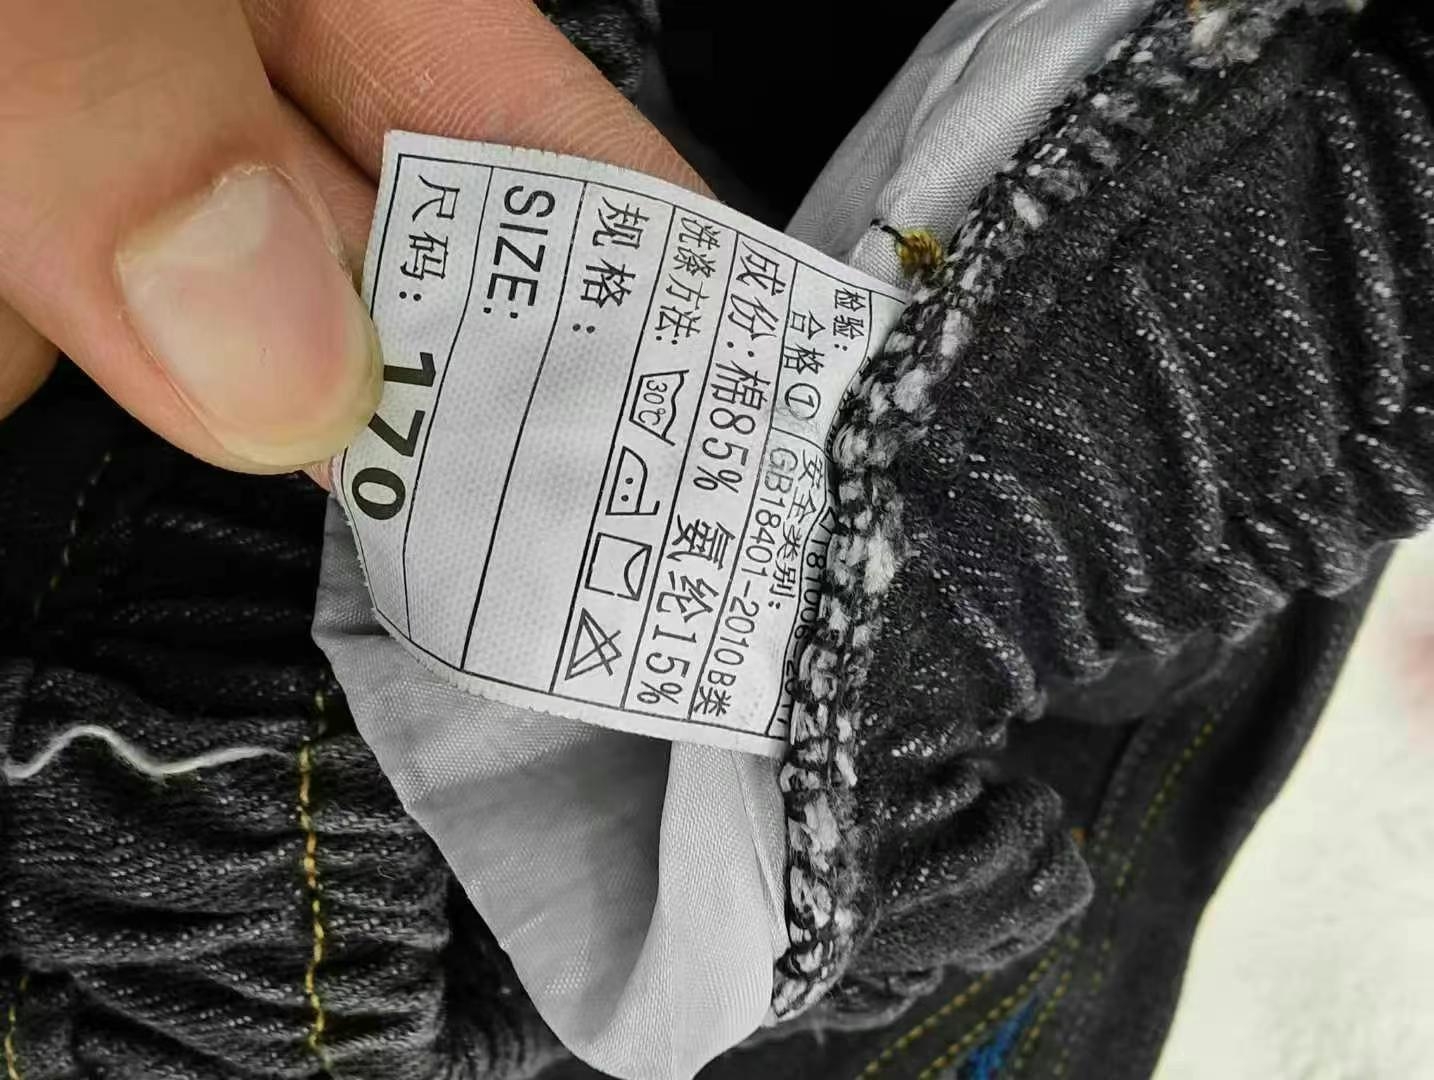 尺码: 170
SIZE:
规格:
洗涤方法: 30℃
成份:棉85% 氨纶15%
合格① GB18401-2010B类
检验: 安全类别: